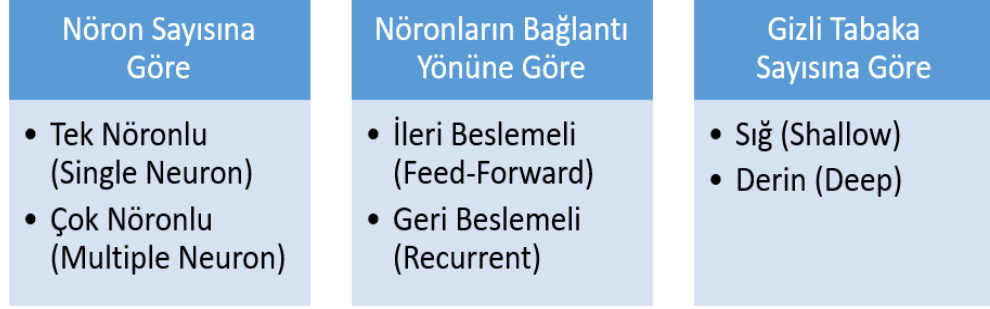 Nöron Sayısına
Göre
• Tek Nöronlu
(Single Neuron)
• Çok Nöronlu
(Multiple Neuron)
Nöronların Bağlantı
Yönüne Göre
• İleri Beslemeli
(Feed-Forward)
• Geri Beslemeli
(Recurrent)
Gizli Tabaka
Sayısına Göre
• Sığ (Shallow)
• Derin (Deep)